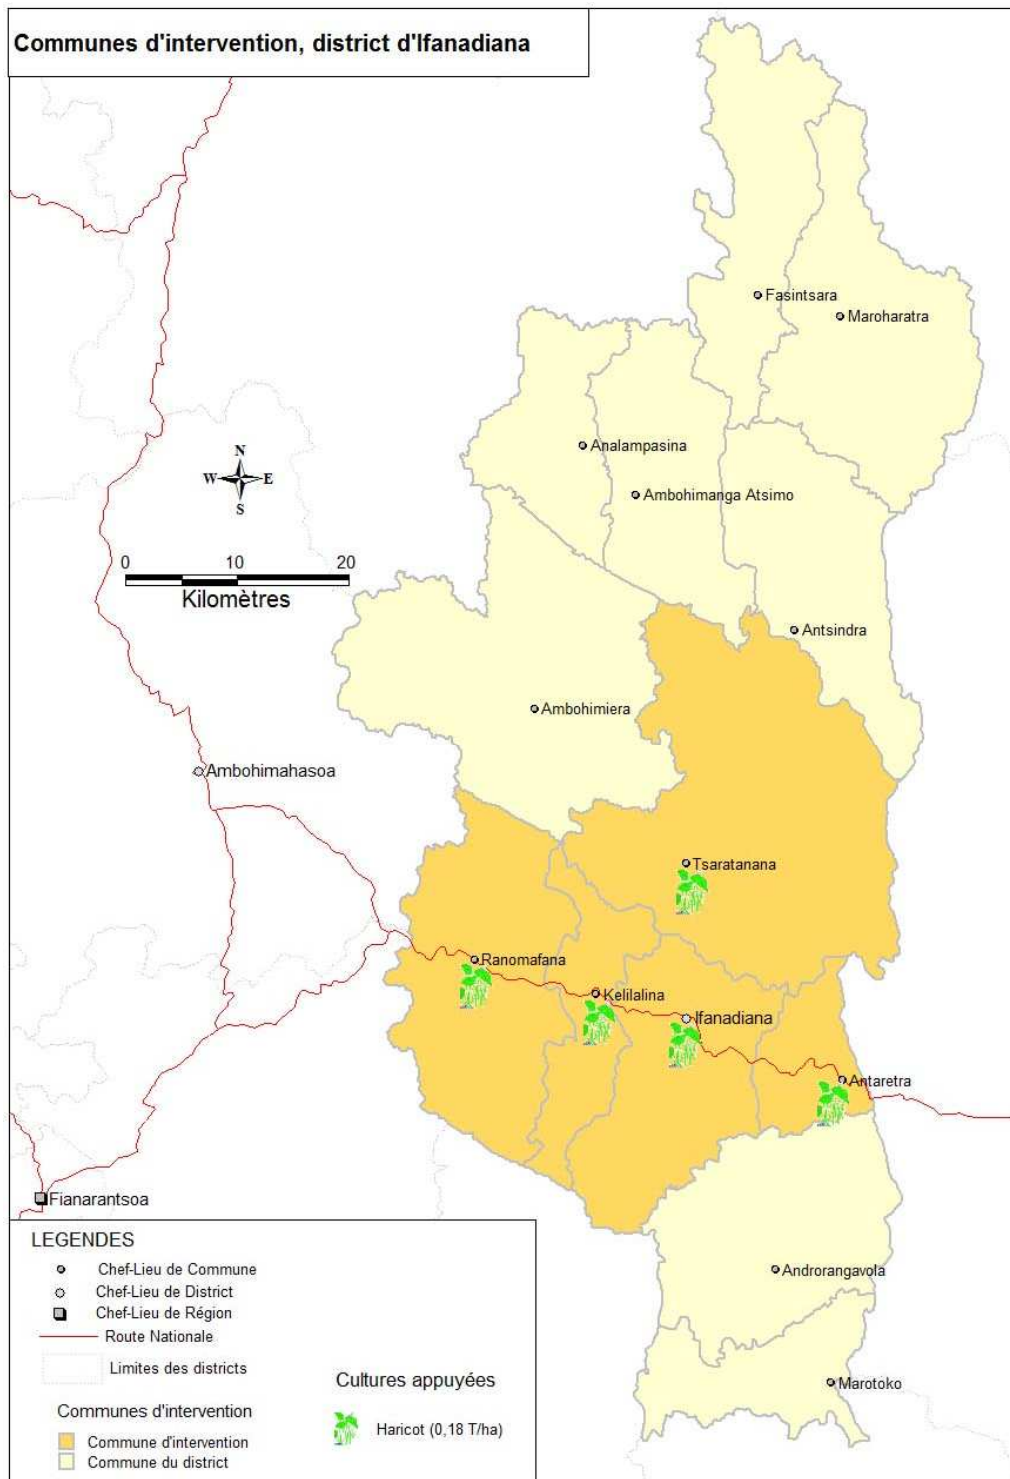 Communes d'intervention, district d'Ifanadiana
Fasintsara
Maroharatra
Analampasina
N
W E
S
Ambohimanga Atsimo
0 10 20
Kilomètres
Antsindra
Ambohimiera
Ambohimahasoa
Tsaratanana
Ranomafana
Kelilalina
Ifanadiana
Antaretra
Fianarantsoa
LEGENDES
Chef-Lieu de Commune
Chef-Lieu de District
Chef-Lieu de Région
Route Nationale
Limites des districts
Communes d'intervention
Commune d'intervention
Commune du district
Cultures appuyées
Haricot (0,18 T/ha)
Androrangavola
Marotoko